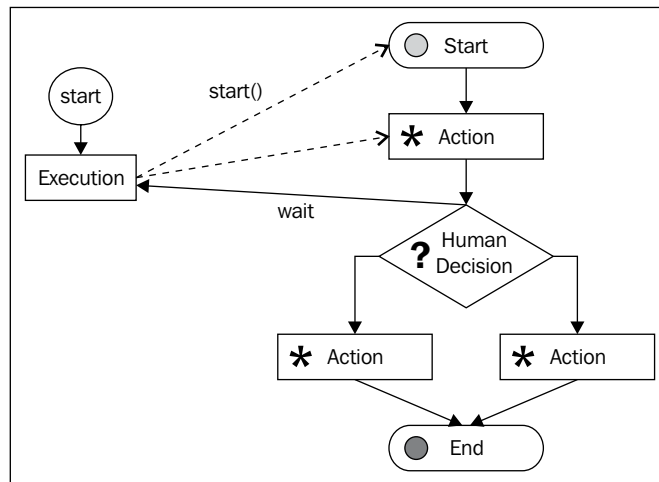 Start
start()
start
* Action
Execution
wait
? Human
Decision
* Action
* Action
End